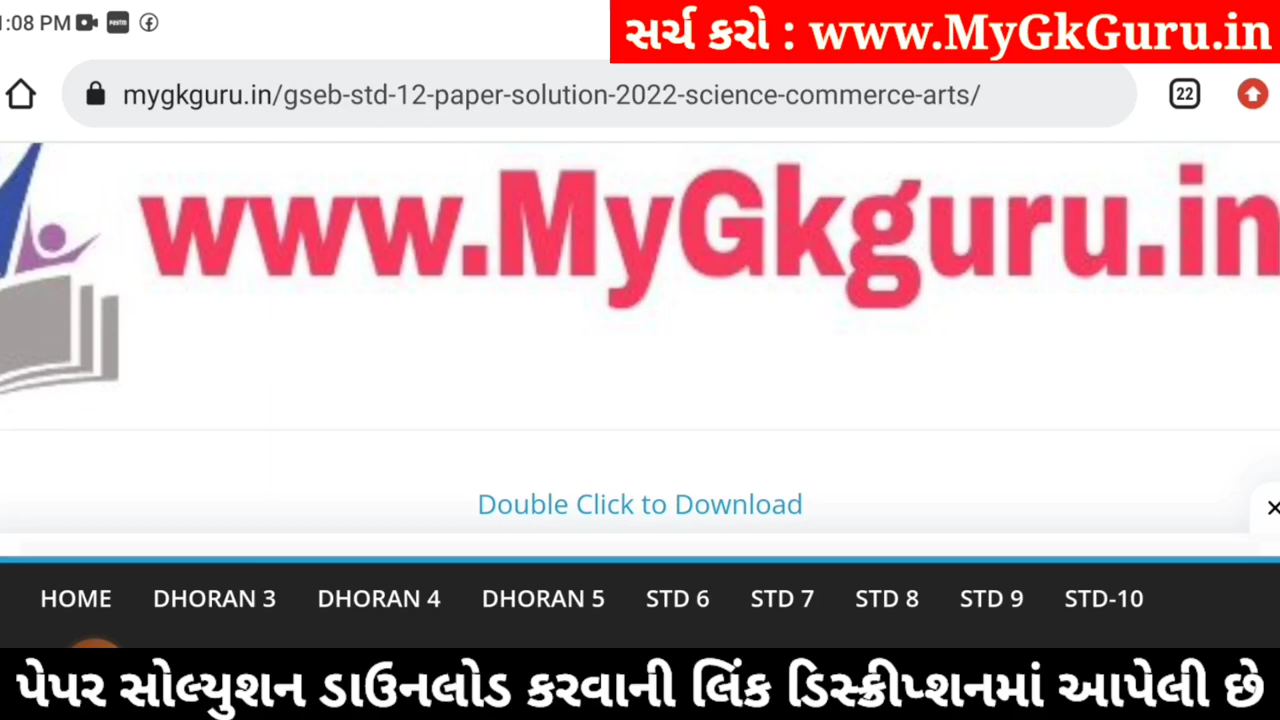 1:08 PM
સર્ચ કરો : www.MyGkGuru.in
mygkguru.in/gseb-std-12-paper-solution-2022-science-commerce-arts/
22
www.MyGkguru.in
Double Click to Download
HOME DHORAN 3 DHORAN 4 DHORAN 5 STD 6 STD 7 STD 8 STD 9 STD-10
પેપર સોલ્યુશન ડાઉનલોડ કરવાની લિંક ડિસ્ક્રીપ્શનમાં આપેલી છે